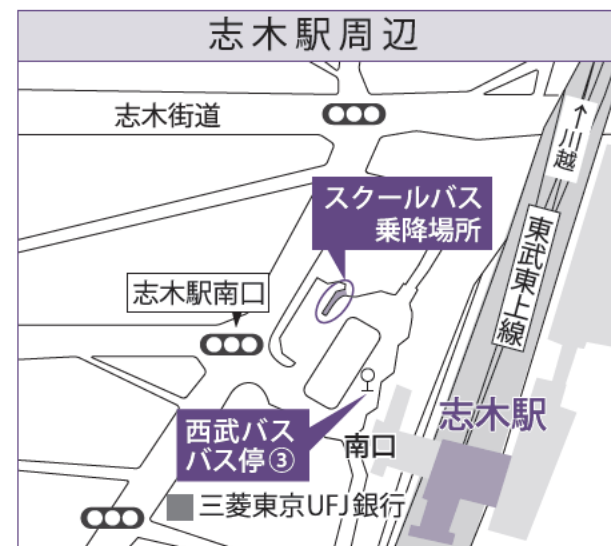 志木駅周辺
志木街道
↑川越
スクールバス
乗降場所
東武東上線
志木駅南口
志木駅
西武バス
バス停③
南口
三菱東京UFJ銀行